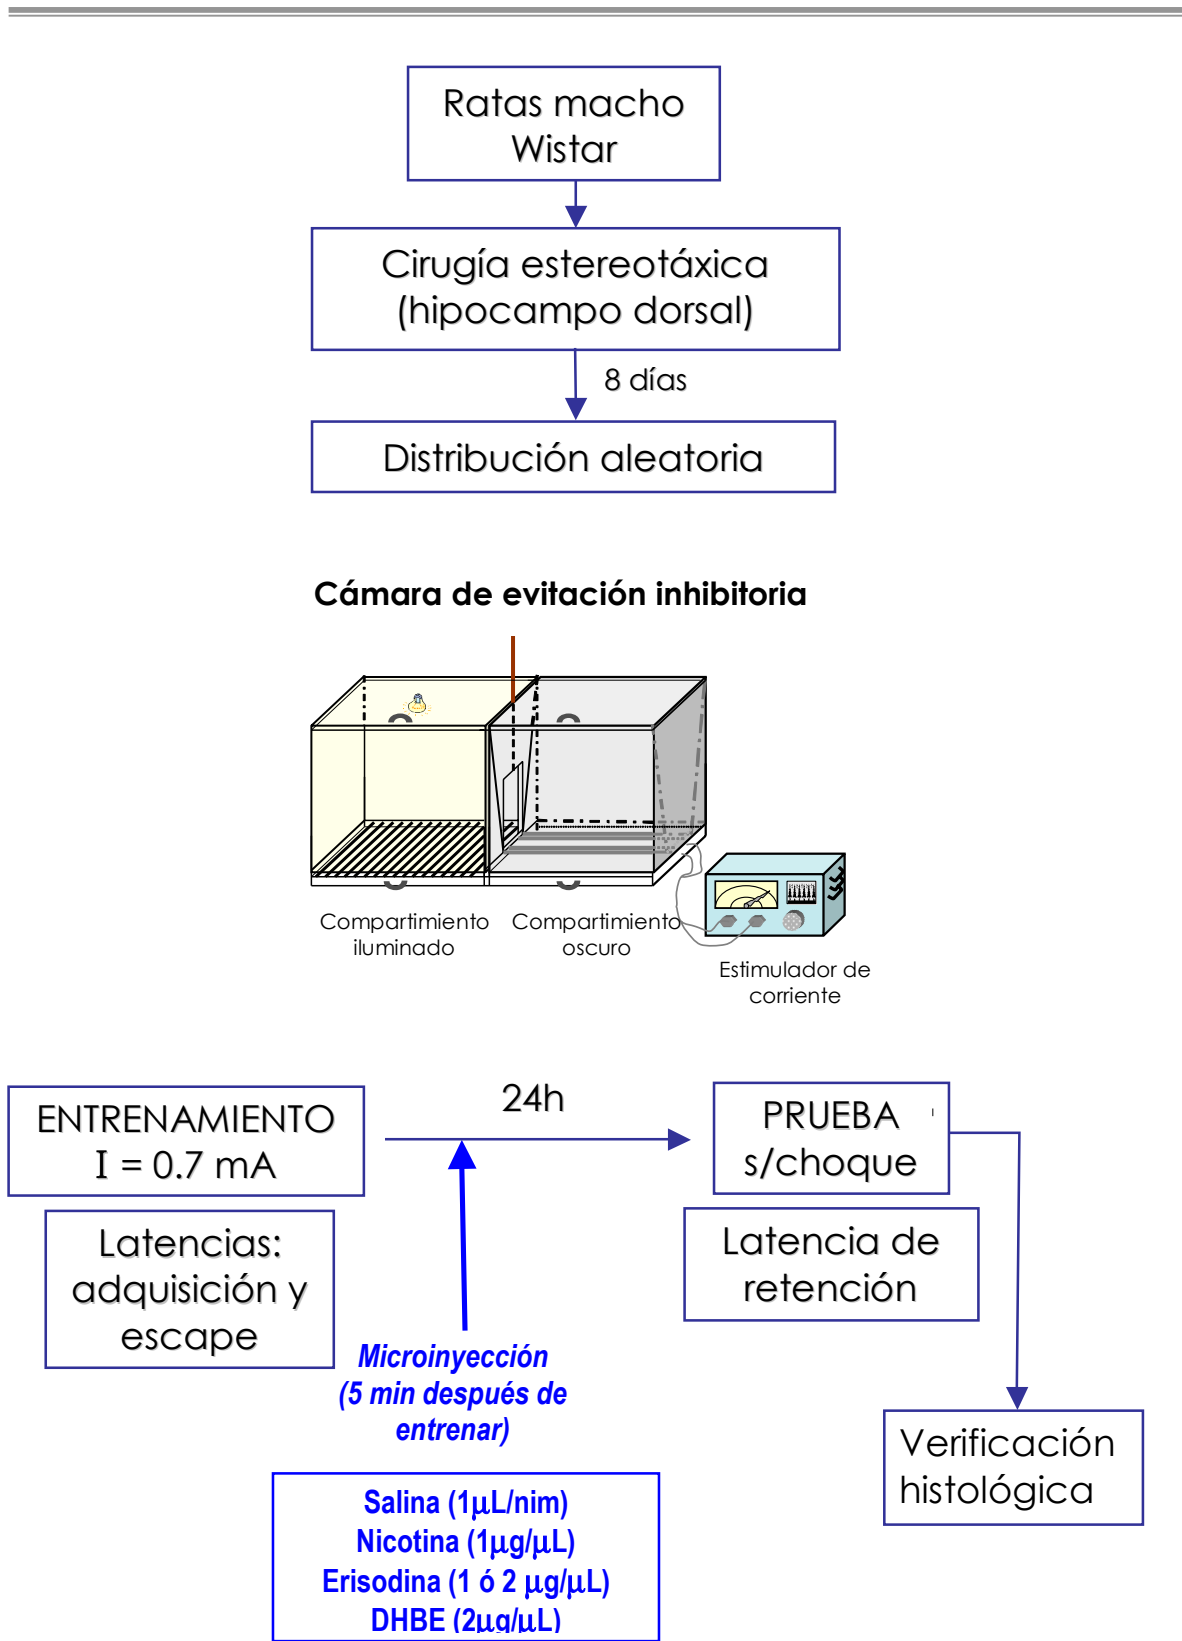 Ratas macho
Wistar
Cirugía estereotáxica
(hipocampo dorsal)
8 días
Distribución aleatoria
Cámara de evitación inhibitoria
Compartimiento
iluminado
Compartimiento
oscuro
Estimulador de
corriente
ENTRENAMIENTO
I = 0.7 mA
24h
PRUEBA
s/choque
Latencias:
adquisición y
escape
Latencia de
retención
Microinyección
(5 min después de
entrenar)
Verificación
histológica
Salina (1μL/nim)
Nicotina (1μg/μL)
Erisodina (1 ó 2 μg/μL)
DHBE (2μg/μL)